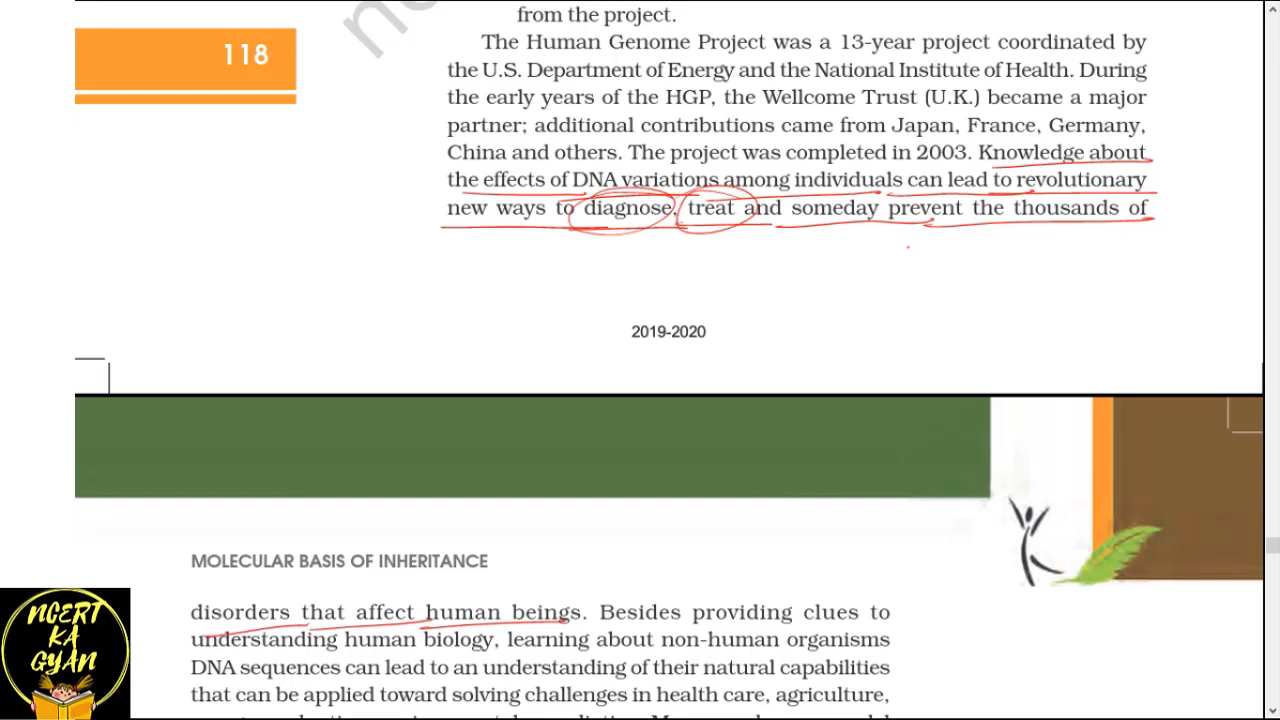 from the project.
118
The Human Genome Project was a 13-year project coordinated by
the U.S. Department of Energy and the National Institute of Health. During
the early years of the HGP, the Wellcome Trust (U.K.) became a major
partner; additional contributions came from Japan, France, Germany,
China and others. The project was completed in 2003. Knowledge about
the effects of DNA variations among individuals can lead to revolutionary
new ways to diagnose, treat and someday prevent the thousands of
2019-2020
MOLECULAR BASIS OF INHERITANCE
disorders that affect human beings. Besides providing clues to
understanding human biology, learning about non-human organisms
DNA sequences can lead to an understanding of their natural capabilities
that can be applied toward solving challenges in health care, agriculture,
NCERT
KA
GYAN